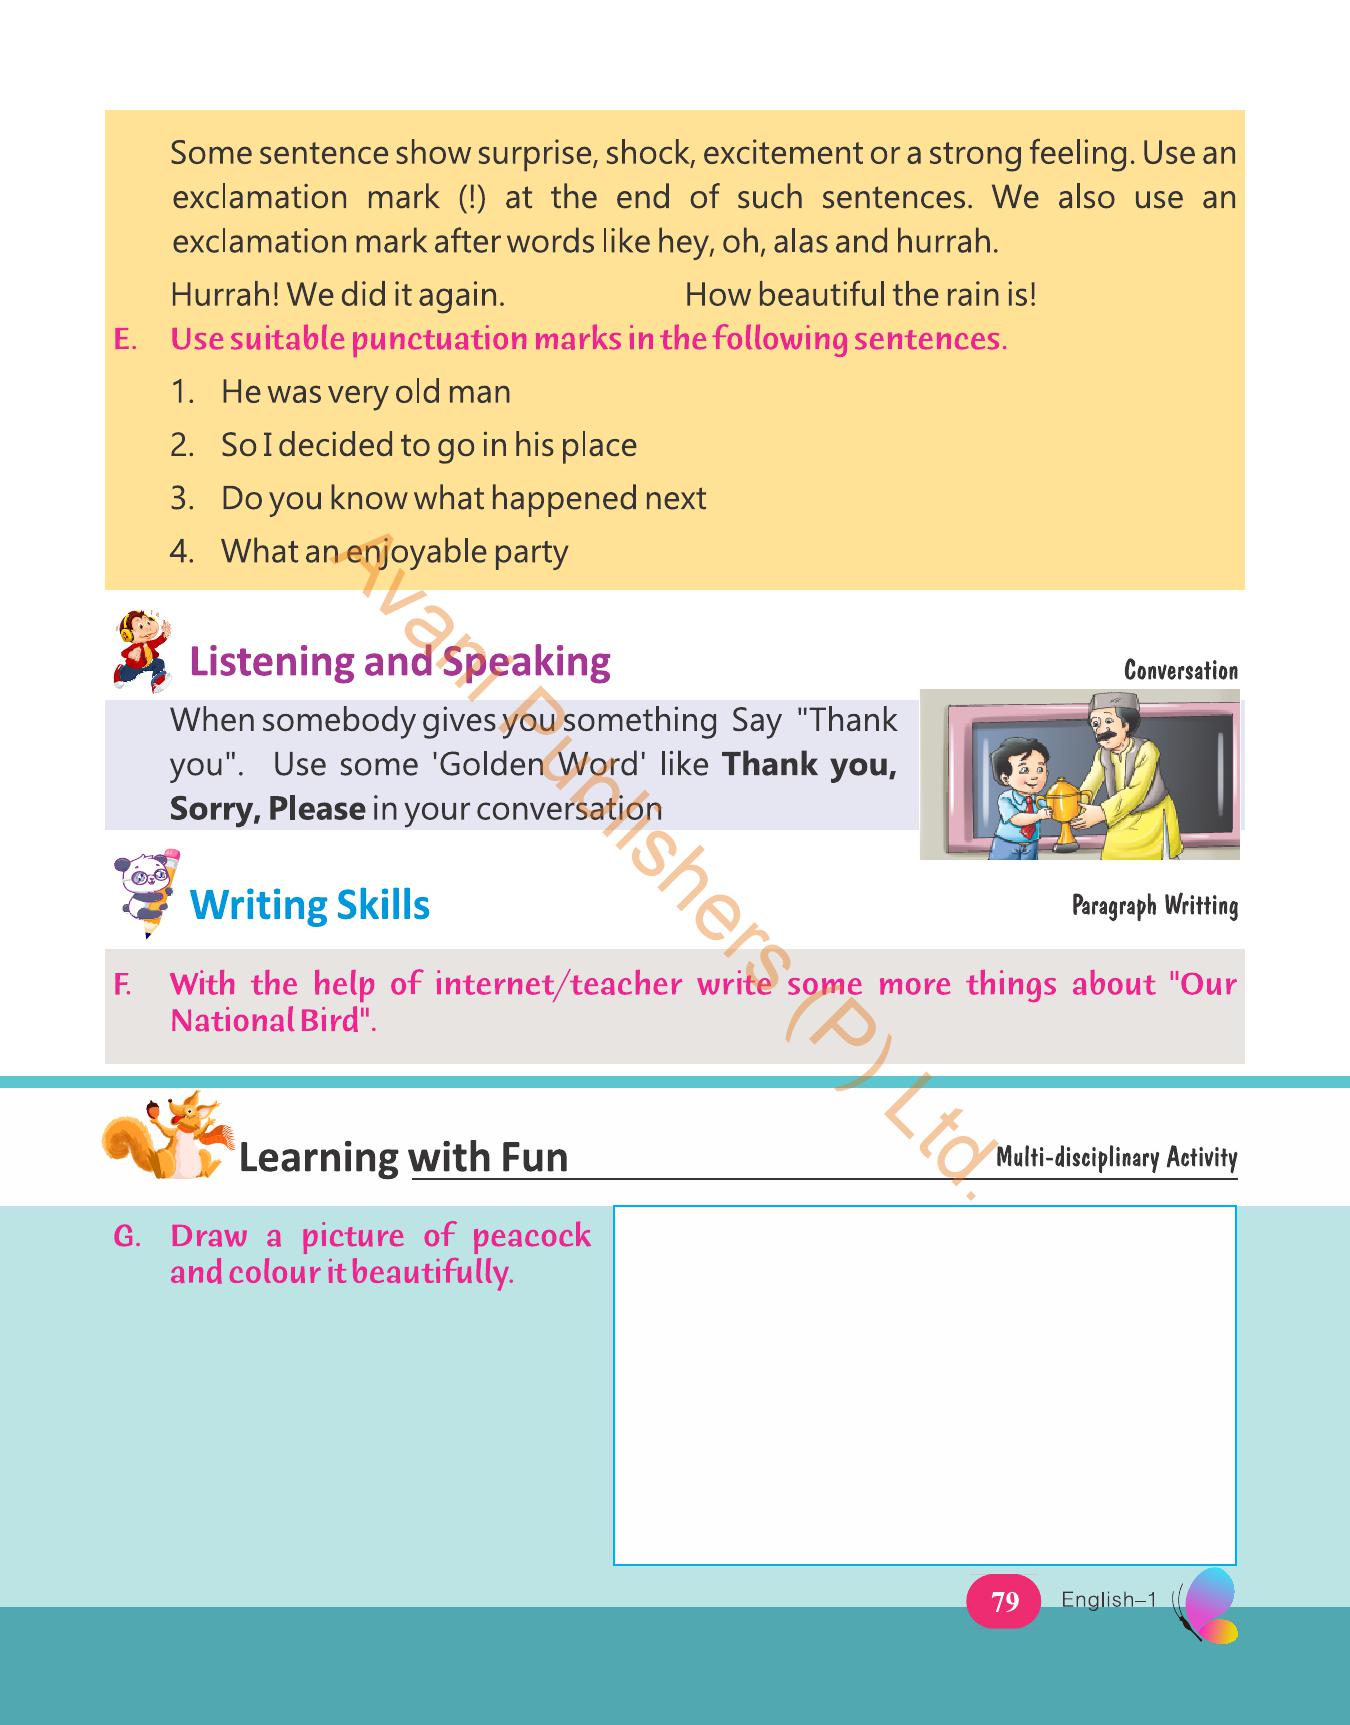 Some sentence show surprise, shock, excitement or a strong feeling. Use an
exclamation mark (!) at the end of such sentences. We also use an
exclamation mark after words like hey, oh, alas and hurrah.
Hurrah! We did it again. How beautiful the rain is!
E. Use suitable punctuation marks in the following sentences.
1. He was very old man
2. So I decided to go in his place
3. Do you know what happened next
4. What an enjoyable party
Listening and Speaking
Conversation
When somebody gives you something Say "Thank
you". Use some 'Golden Word' like Thank you,
Sorry, Please in your conversation
Writing Skills
Paragraph Writting
F. With the help of internet/teacher write some more things about "Our
National Bird".
Learning with Fun
Multi-disciplinary Activity
G. Draw a picture of peacock
and colour it beautifully.
79 English–1
Avani Publishers (P) Ltd.